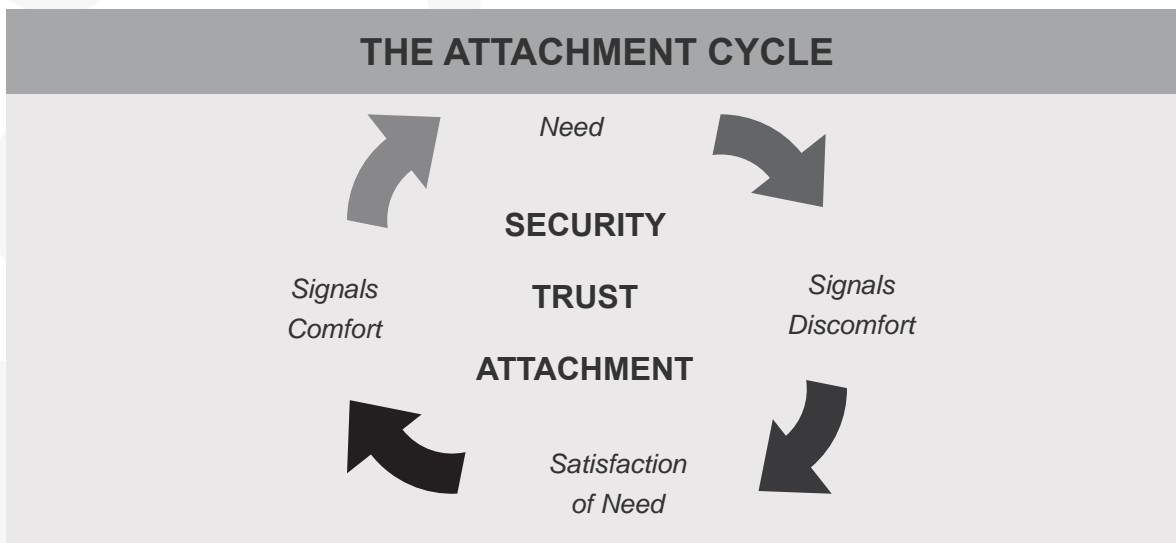 THE ATTACHMENT CYCLE
Need
SECURITY
Signals
Comfort
TRUST
Signals
Discomfort
ATTACHMENT
Satisfaction
of Need